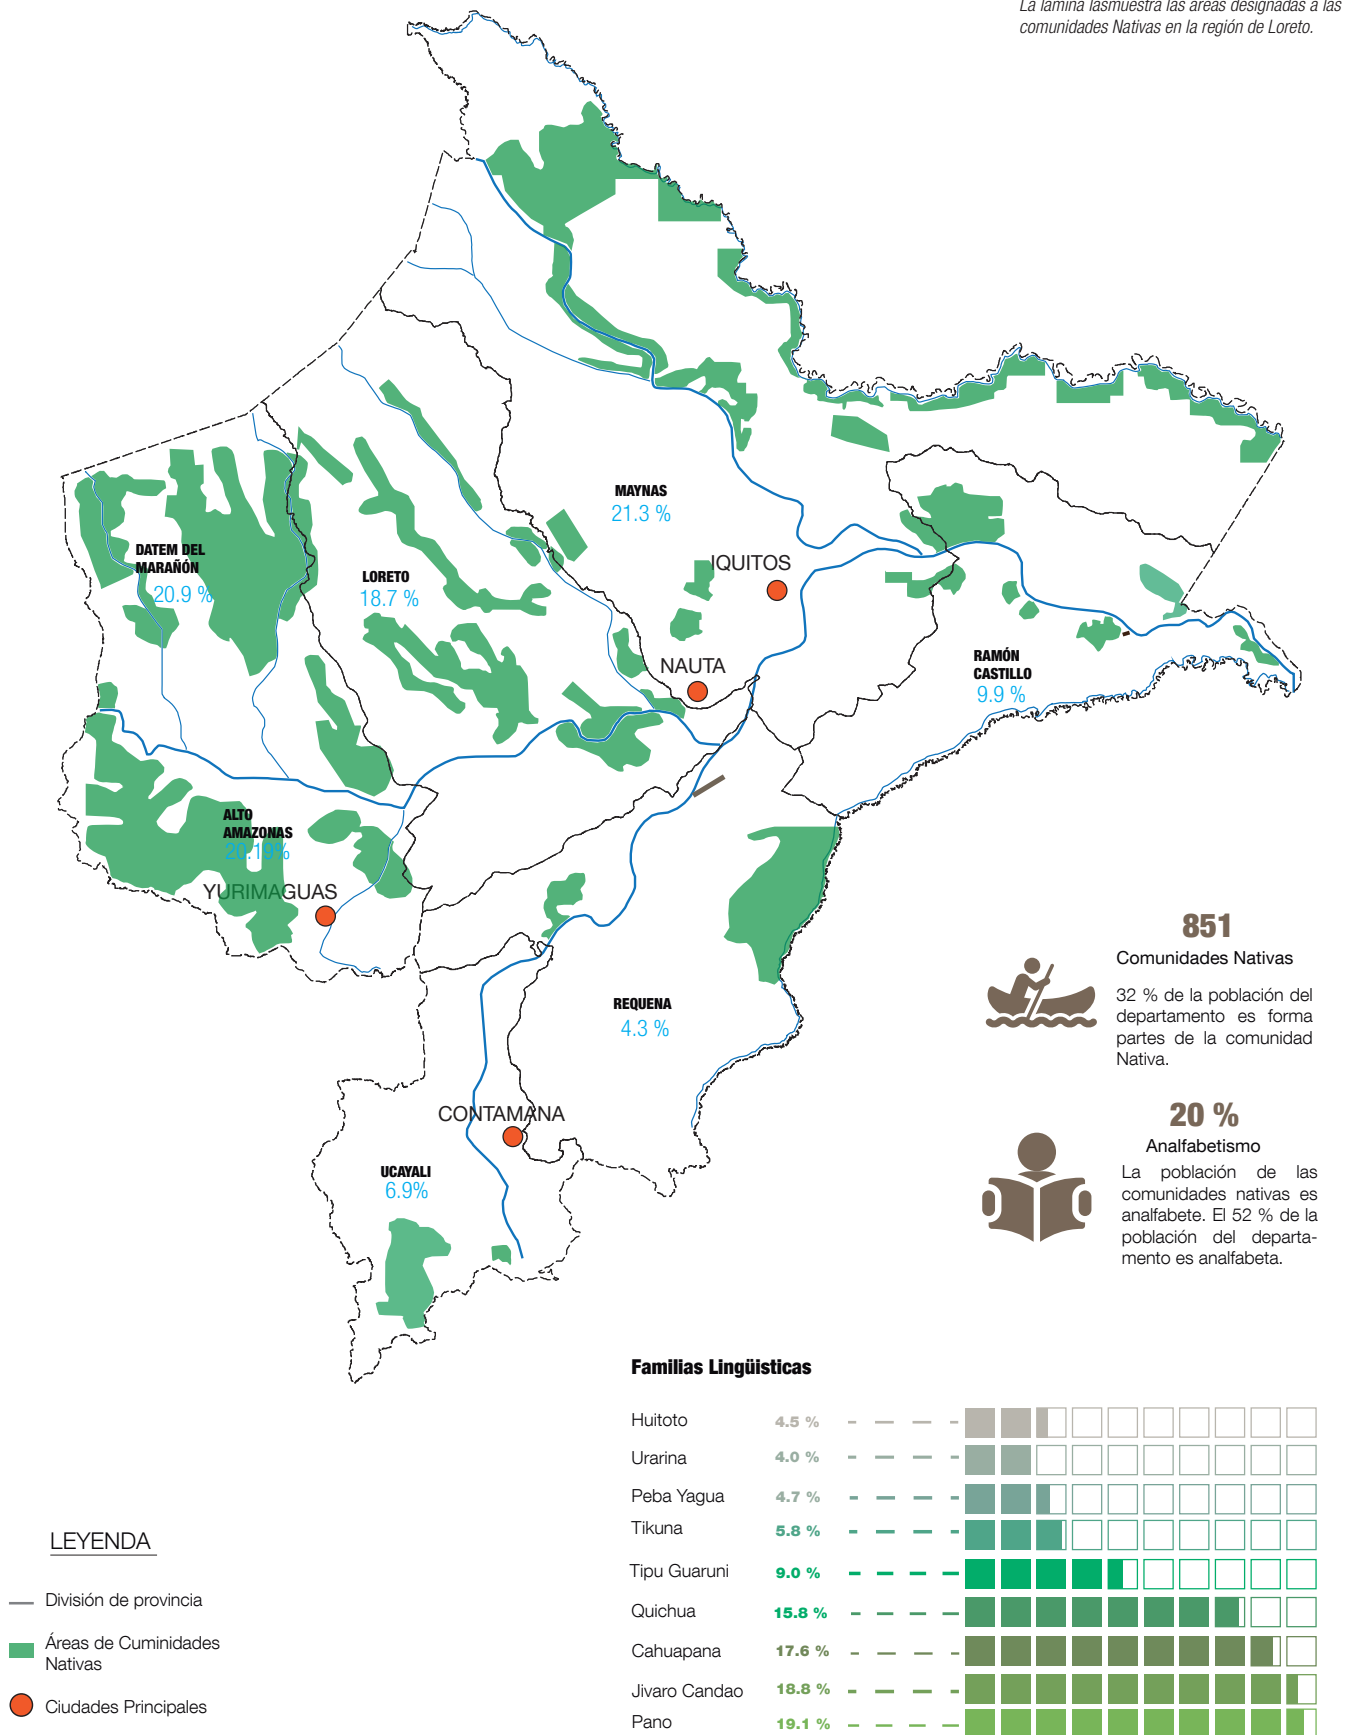 La lamina lasmuestra las áreas designadas a las
comunidades Nativas en la región de Loreto.
MAYNAS
21.3 %
DATEM DEL
MARAÑÓN
20.9 %
LORETO
18.7 %
IQUITOS
NAUTA
RAMÓN
CASTILLO
9.9 %
ALTO
AMAZONAS
20.19%
YURIMAGUAS
REQUENA
4.3 %
CONTAMANA
UCAYALI
6.9%
851
Comunidades Nativas
32 % de la población del
departamento es forma
partes de la comunidad
Nativa.
20 %
Analfabetismo
La población de las
comunidades nativas es
analfabete. El 52 % de la
población del departa-
mento es analfabeta.
Familias Lingüisticas
Huitoto 4.5 %
Urarina 4.0 %
Peba Yagua 4.7 %
Tikuna 5.8 %
Tipu Guaruni 9.0 %
Quichua 15.8 %
Cahuapana 17.6 %
Jivaro Candao 18.8 %
Pano 19.1 %
LEYENDA
División de provincia
Áreas de Cuminidades
Nativas
Ciudades Principales